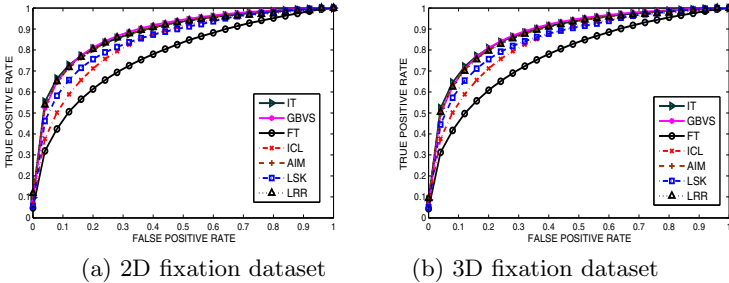 TRUE POSITIVE RATE
1
0.9
0.8
0.7
0.6
0.5
0.4
0.3
0.2
0.1
0
0 0.1 0.2 0.3 0.4 0.5 0.6 0.7 0.8 0.9 1
FALSE POSITIVE RATE
IT
GBVS
FT
ICL
AIM
LSK
LRR
(a) 2D fixation dataset
TRUE POSITIVE RATE
1
0.9
0.8
0.7
0.6
0.5
0.4
0.3
0.2
0.1
0
0 0.1 0.2 0.3 0.4 0.5 0.6 0.7 0.8 0.9 1
FALSE POSITIVE RATE
IT
GBVS
FT
ICL
AIM
LSK
LRR
(b) 3D fixation dataset